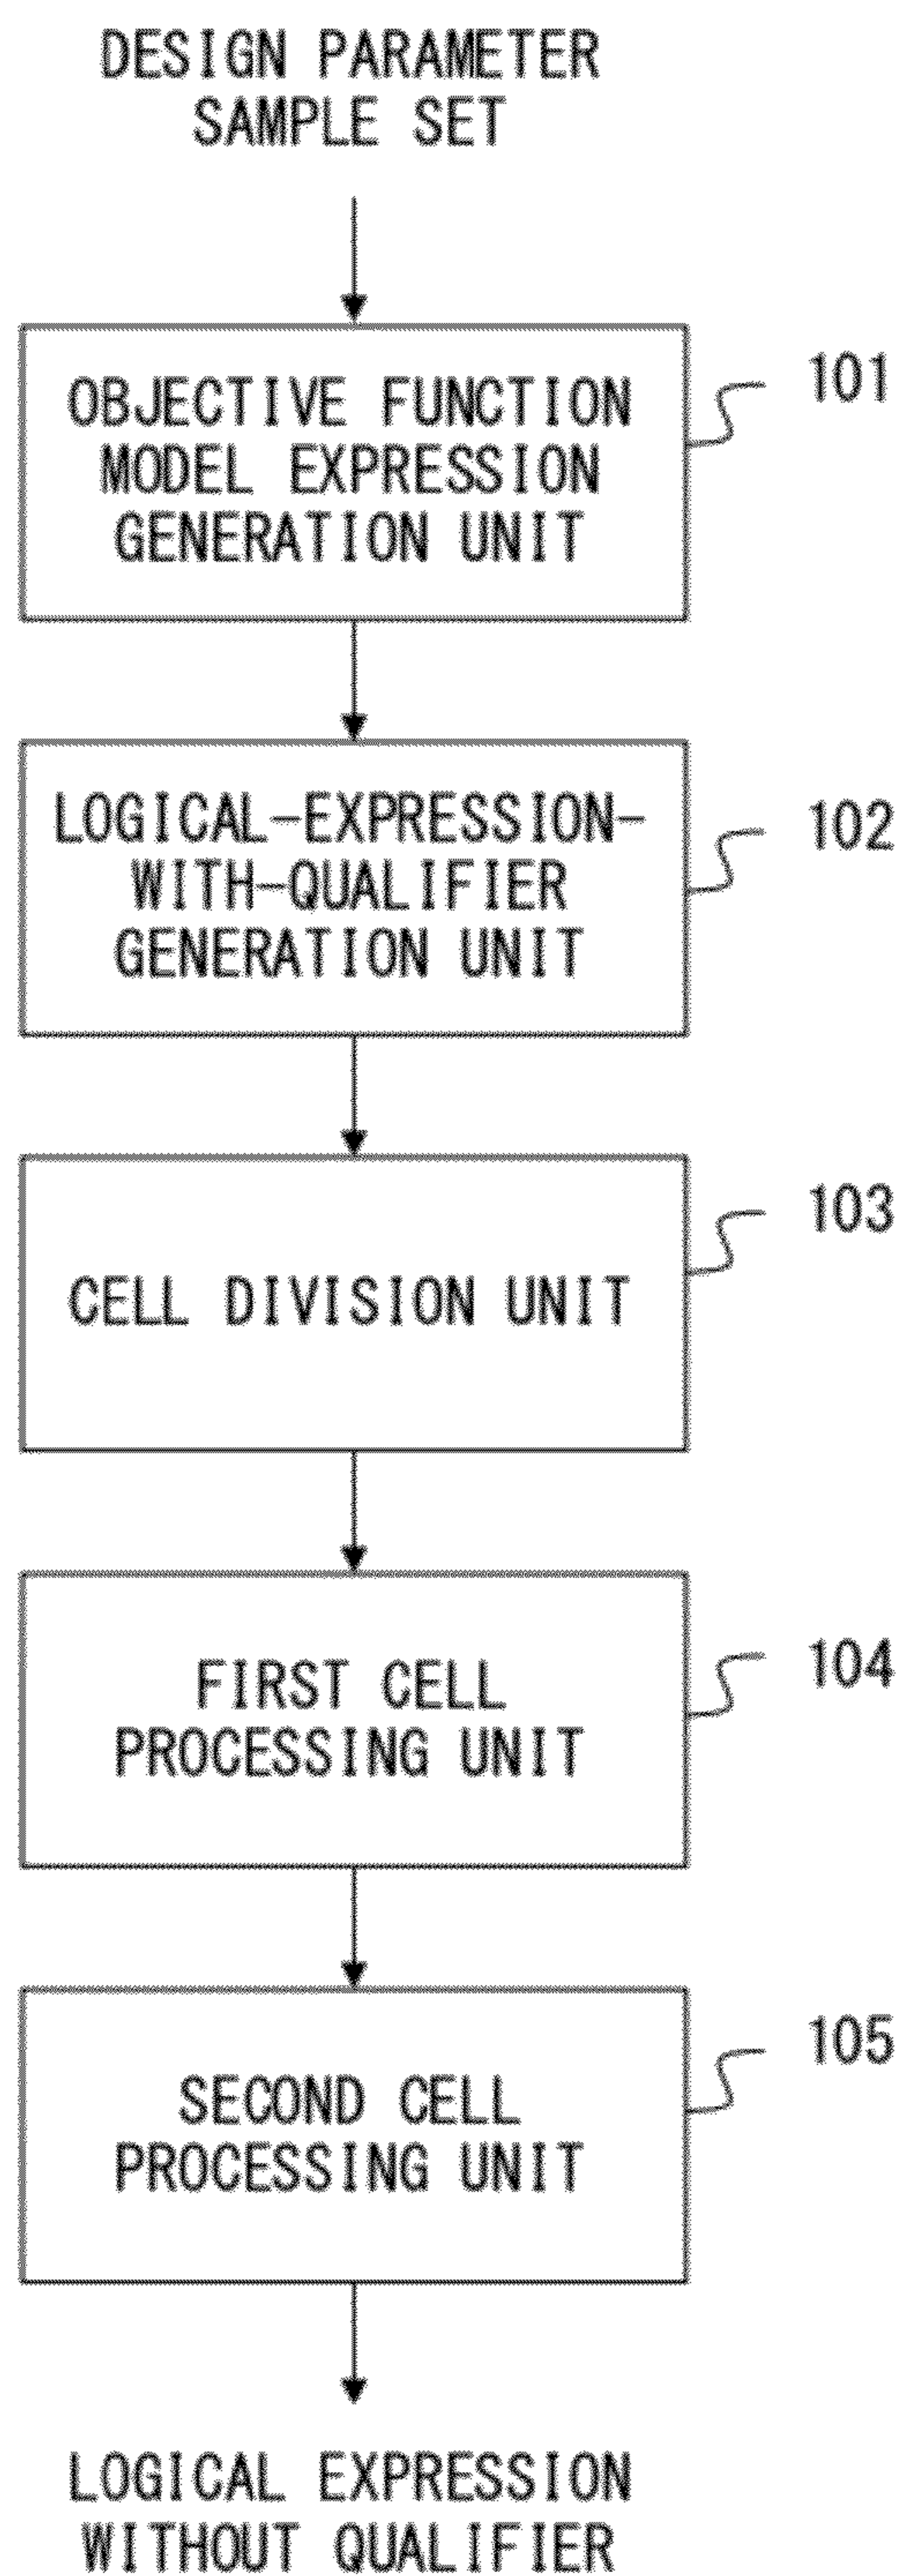 DESIGN PARAMETER
SAMPLE SET
OBJECTIVE FUNCTION
MODEL EXPRESSION
GENERATION UNIT
101
LOGICAL-EXPRESSION-
WITH-QUALIFIER
GENERATION UNIT
102
CELL DIVISION UNIT
103
FIRST CELL
PROCESSING UNIT
104
SECOND CELL
PROCESSING UNIT
105
LOGICAL EXPRESSION
WITHOUT QUALIFIER